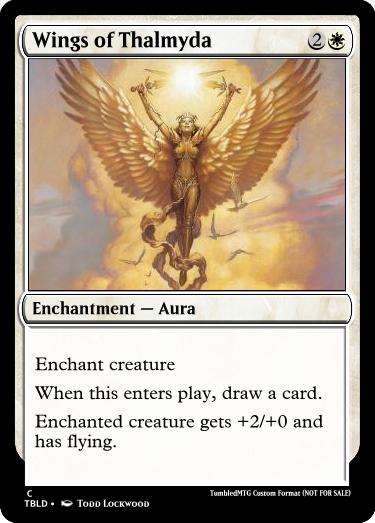 Wings of Thalmyda 2
Enchantment — Aura
Enchant creature
When this enters play, draw a card.
Enchanted creature gets +2/+0 and
has flying.
C
TBLD • Todd Lockwood
TumbledMTG Custom Format (NOT FOR SALE)